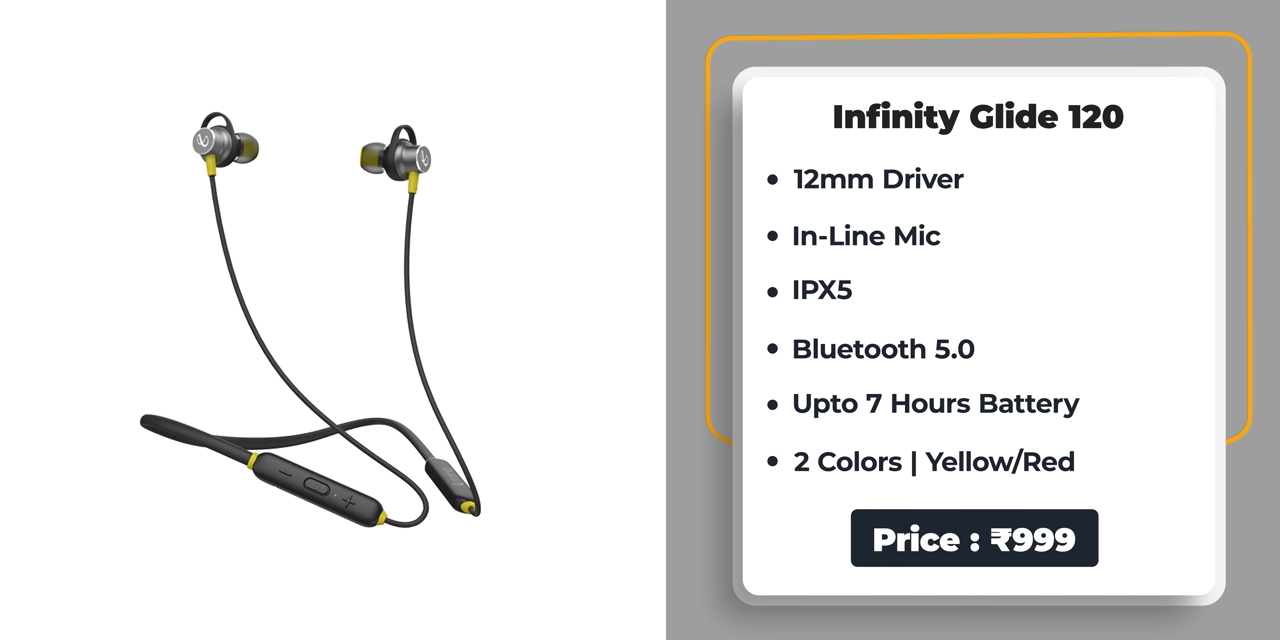 Infinity Glide 120
• 12mm Driver
• In-Line Mic
• IPX5
• Bluetooth 5.0
• Upto 7 Hours Battery
• 2 Colors | Yellow/Red
Price : ₹999